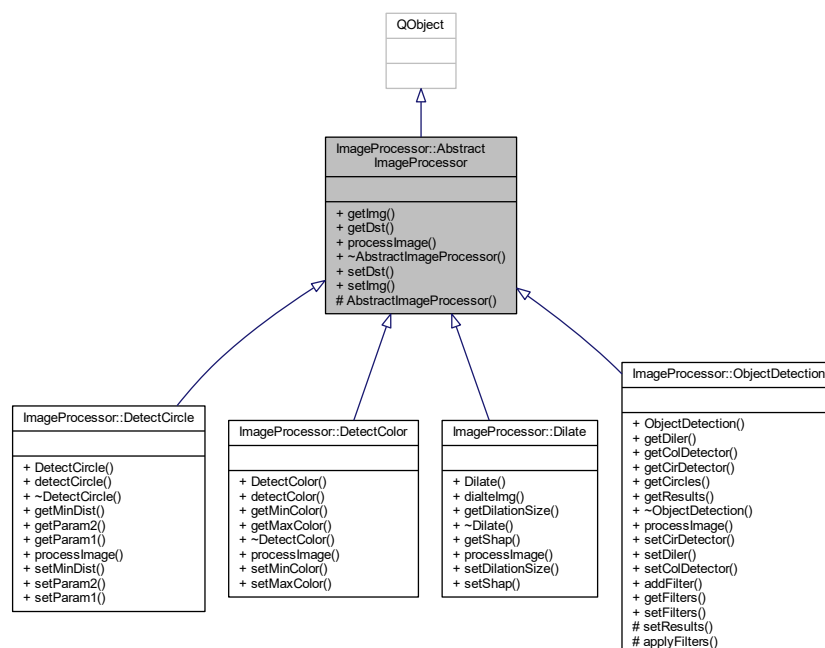 QObject
ImageProcessor::Abstract
ImageProcessor
+ getImg()
+ getDst()
+ processImage()
+ ~AbstractImageProcessor()
+ setDst()
+ setImg()
# AbstractImageProcessor()
ImageProcessor::DetectCircle
+ DetectCircle()
+ detectCircle()
+ ~DetectCircle()
+ getMinDist()
+ getParam2()
+ getParam1()
+ processImage()
+ setMinDist()
+ setParam2()
+ setParam1()
ImageProcessor::DetectColor
+ DetectColor()
+ detectColor()
+ getMinColor()
+ getMaxColor()
+ ~DetectColor()
+ processImage()
+ setMinColor()
+ setMaxColor()
ImageProcessor::Dilate
+ Dilate()
+ dialteImg()
+ getDilationSize()
+ ~Dilate()
+ getShap()
+ processImage()
+ setDilationSize()
+ setShap()
ImageProcessor::ObjectDetection
+ ObjectDetection()
+ getDiler()
+ getColDetector()
+ getCirDetector()
+ getCircles()
+ getResults()
+ ~ObjectDetection()
+ processImage()
+ setCirDetector()
+ setDiler()
+ setColDetector()
+ addFilter()
+ getFilters()
+ setFilters()
# setResults()
# applyFilters()